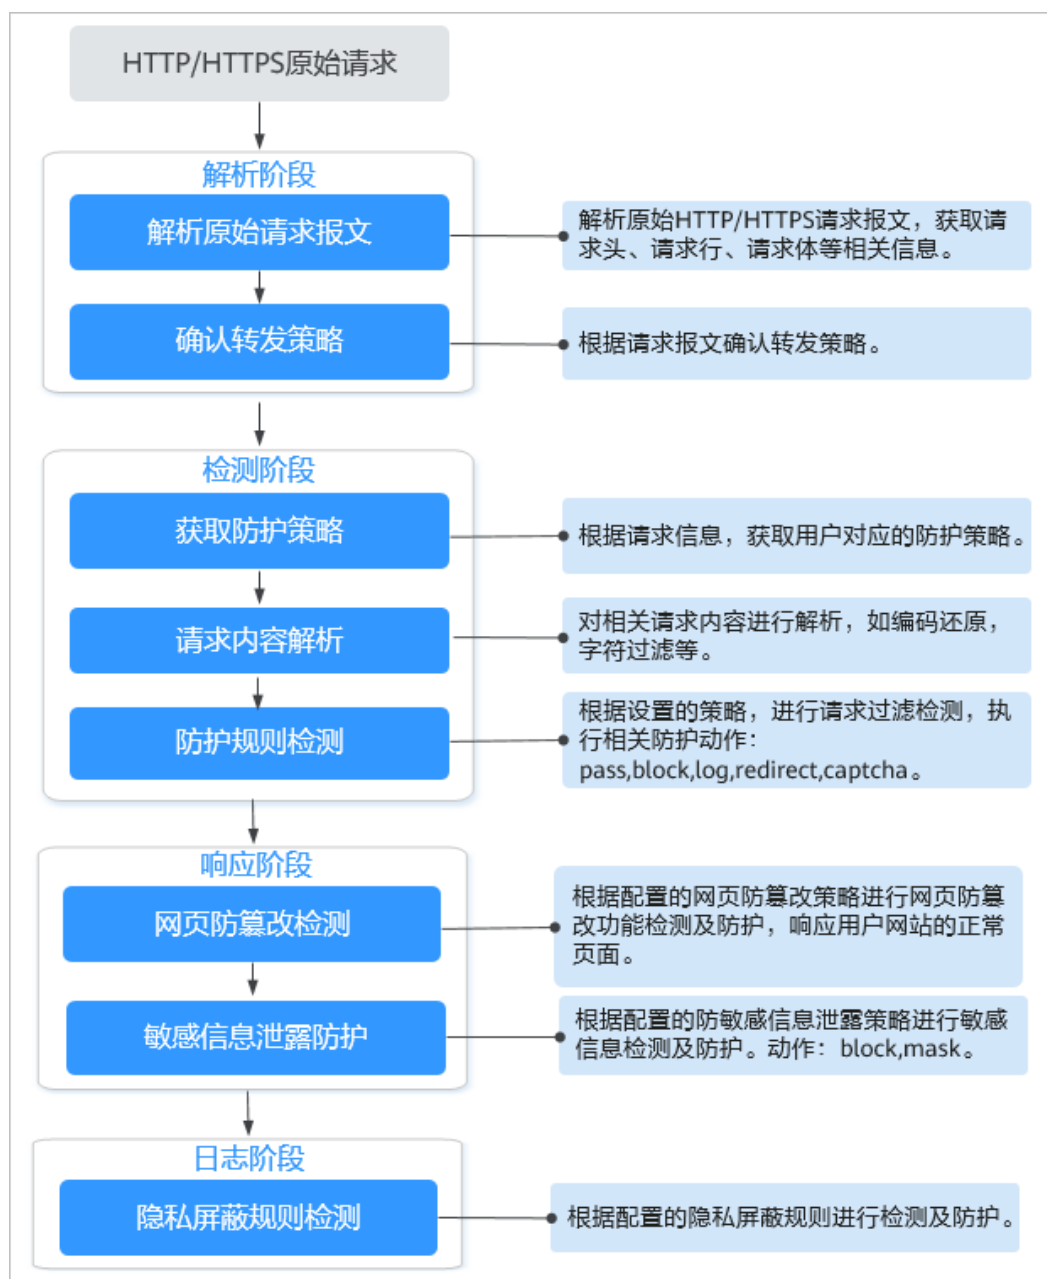 HTTP/HTTPS原始请求
解析阶段
解析原始请求报文
解析原始HTTP/HTTPS请求报文，获取请
求头、请求行、请求体等相关信息。
确认转发策略
根据请求报文确认转发策略。
检测阶段
获取防护策略
根据请求信息，获取用户对应的防护策略。
请求内容解析
对相关请求内容进行解析，如编码还原，
字符过滤等。
防护规则检测
根据设置的策略，进行请求过滤检测，执
行相关防护动作：
pass,block,log,redirect,captcha。
响应阶段
网页防篡改检测
根据配置的网页防篡改策略进行网页防篡
改功能检测及防护，响应用户网站的正常
页面。
敏感信息泄露防护
根据配置的防敏感信息泄露策略进行敏感
信息检测及防护。动作：block,mask。
日志阶段
隐私屏蔽规则检测
根据配置的隐私屏蔽规则进行检测及防护。